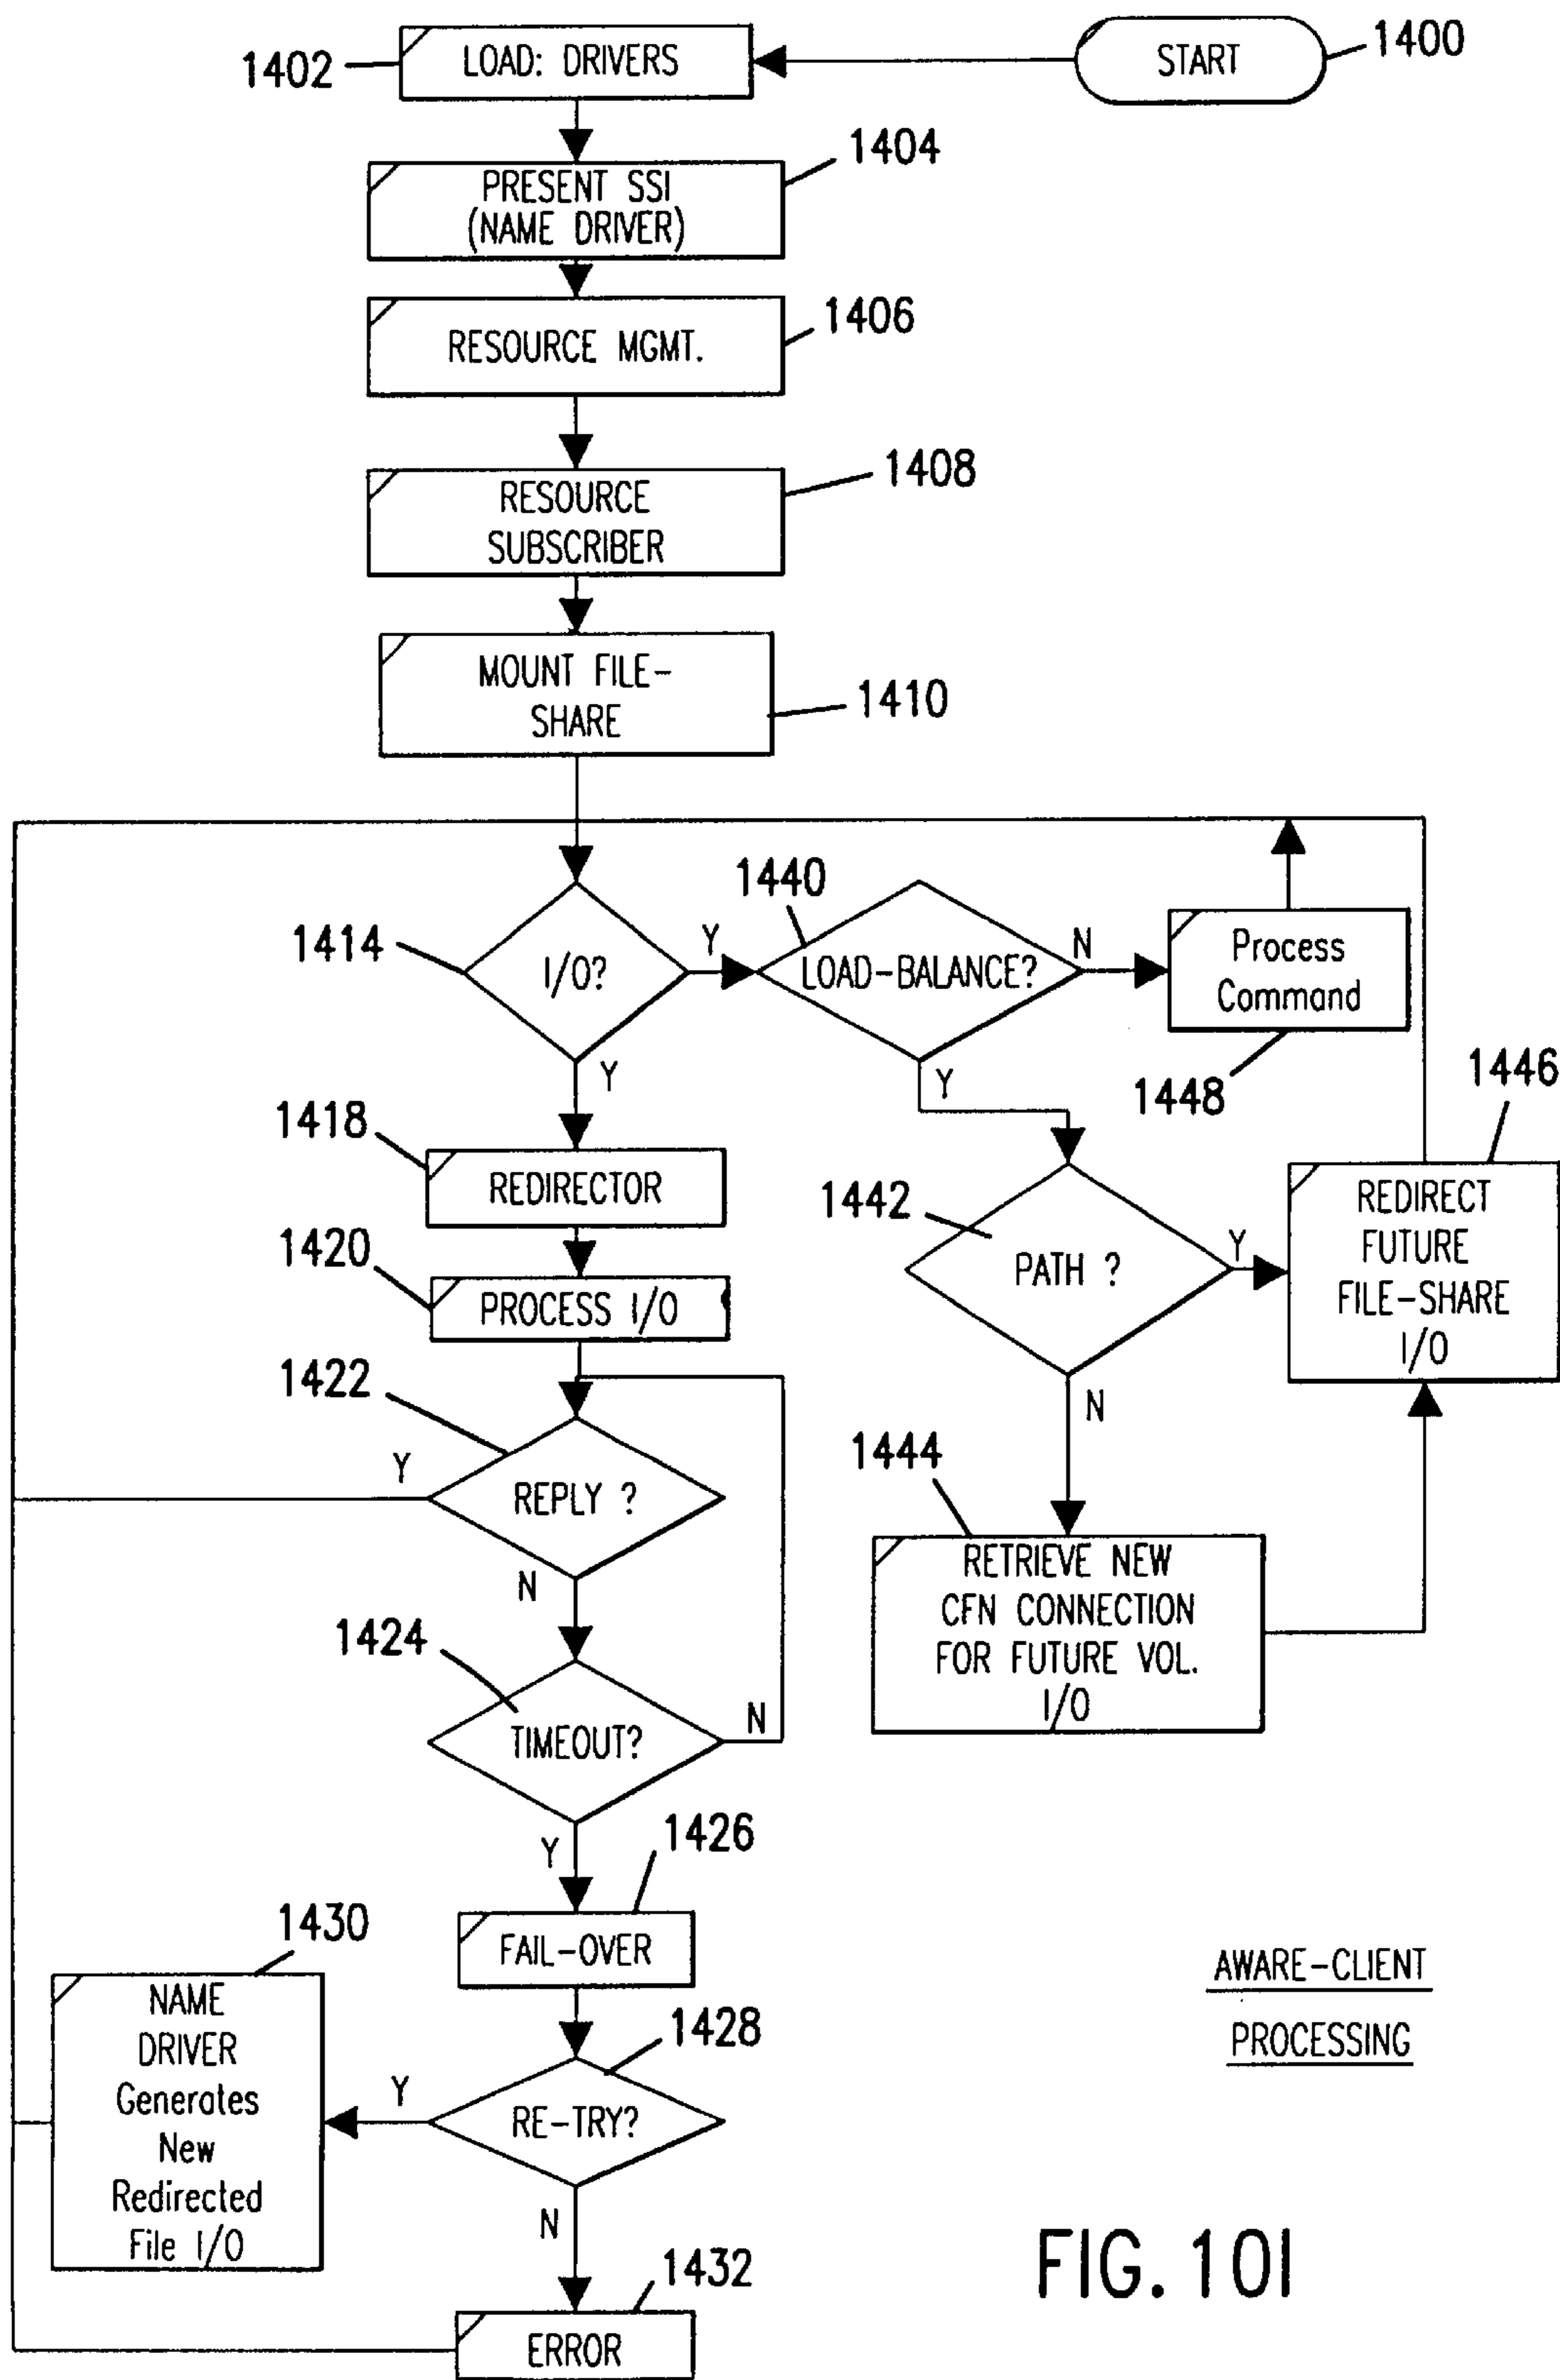 1402
LOAD: DRIVERS
START
1400
1404
PRESENT SSI
(NAME DRIVER)
1406
RESOURCE MGMT.
1408
RESOURCE
SUBSCRIBER
MOUNT FILE-
SHARE
1410
1414
I/O?
Y
1440
LOAD-BALANCE?
N
Process
Command
1448
Y
Y
1446
1418
REDIRECTOR
1442
PATH ?
Y
REDIRECT
FUTURE
FILE-SHARE
I/O
1420
PROCESS I/O
1422
Y
REPLY ?
N
N
1444
RETRIEVE NEW
CFN CONNECTION
FOR FUTURE VOL.
I/O
1424
TIMEOUT?
N
Y
1426
FAIL-OVER
1430
NAME
DRIVER
Generates
New
Redirected
File I/O
1428
Y
RE-TRY?
N
1432
ERROR
AWARE-CLIENT
PROCESSING
FIG. 10I